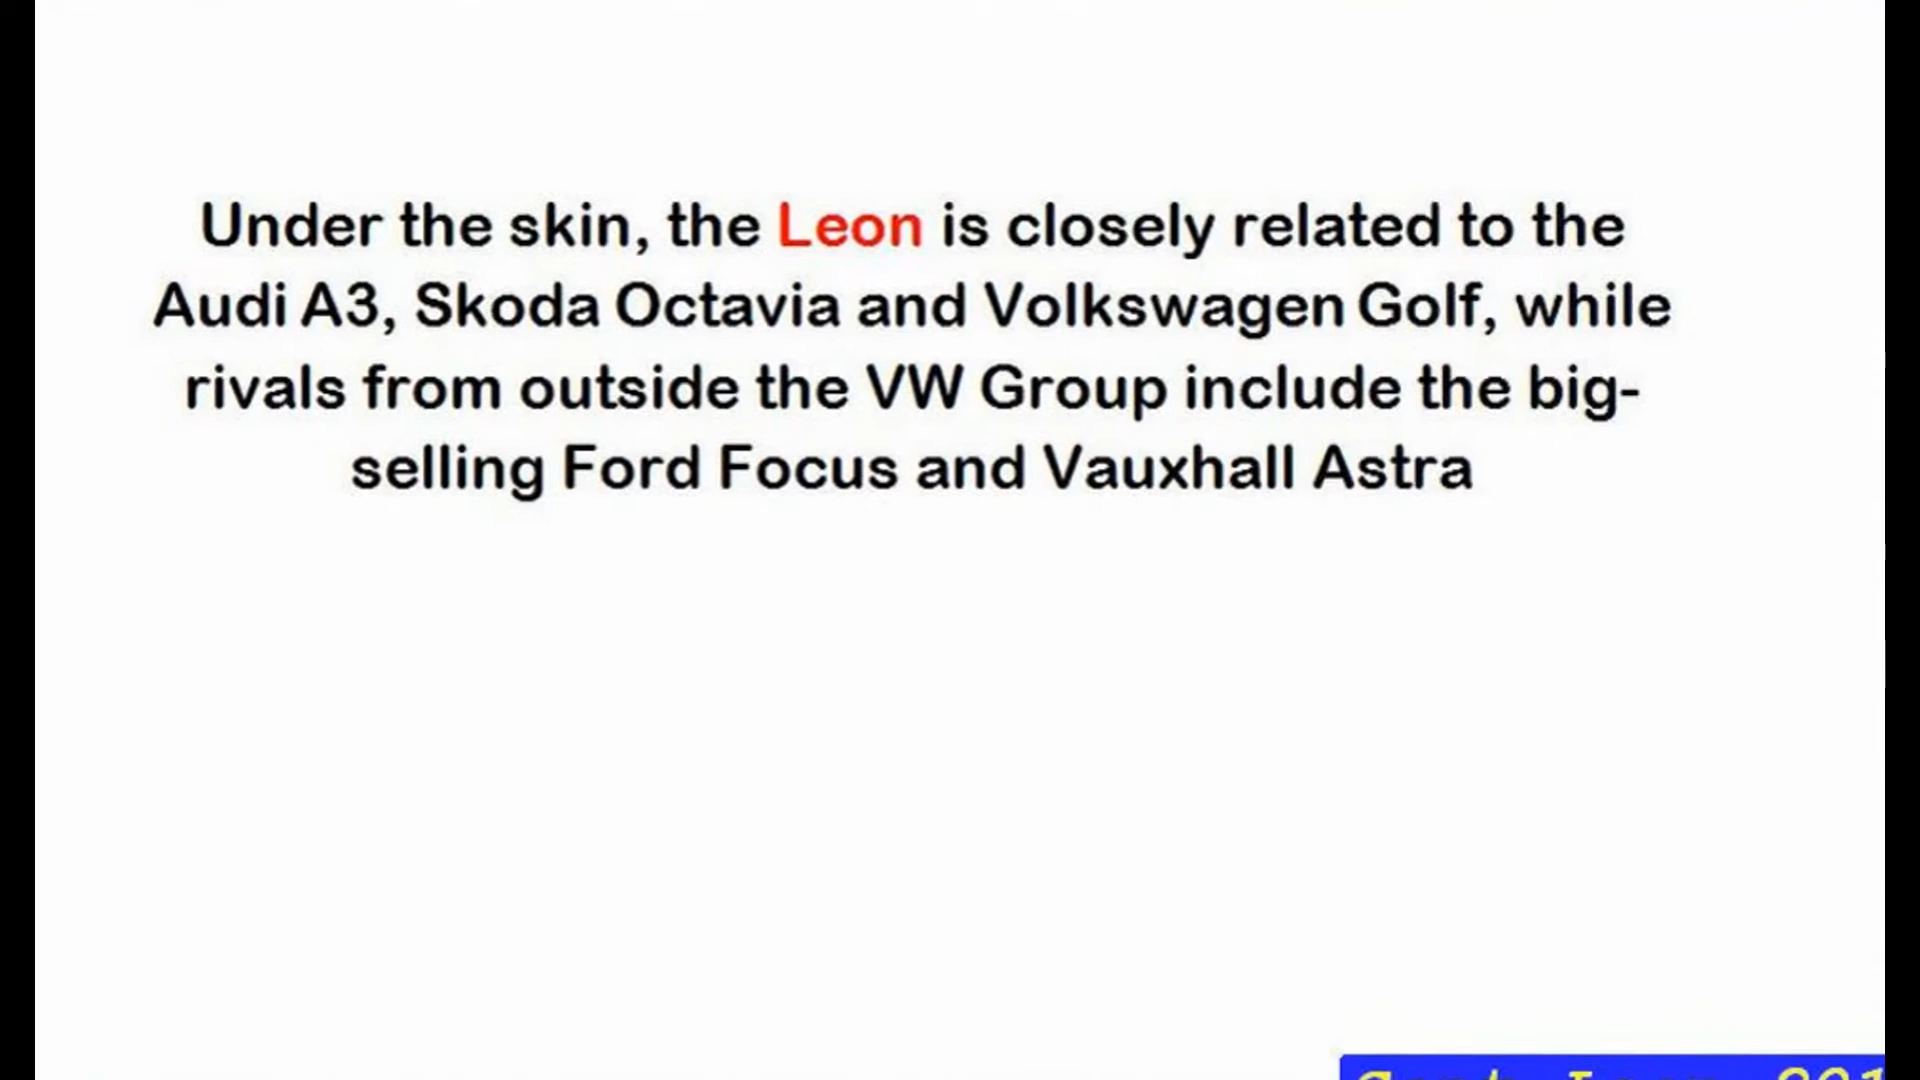 Under the skin, the Leon is closely related to the
Audi A3, Skoda Octavia and Volkswagen Golf, while
rivals from outside the VW Group include the big-
selling Ford Focus and Vauxhall Astra